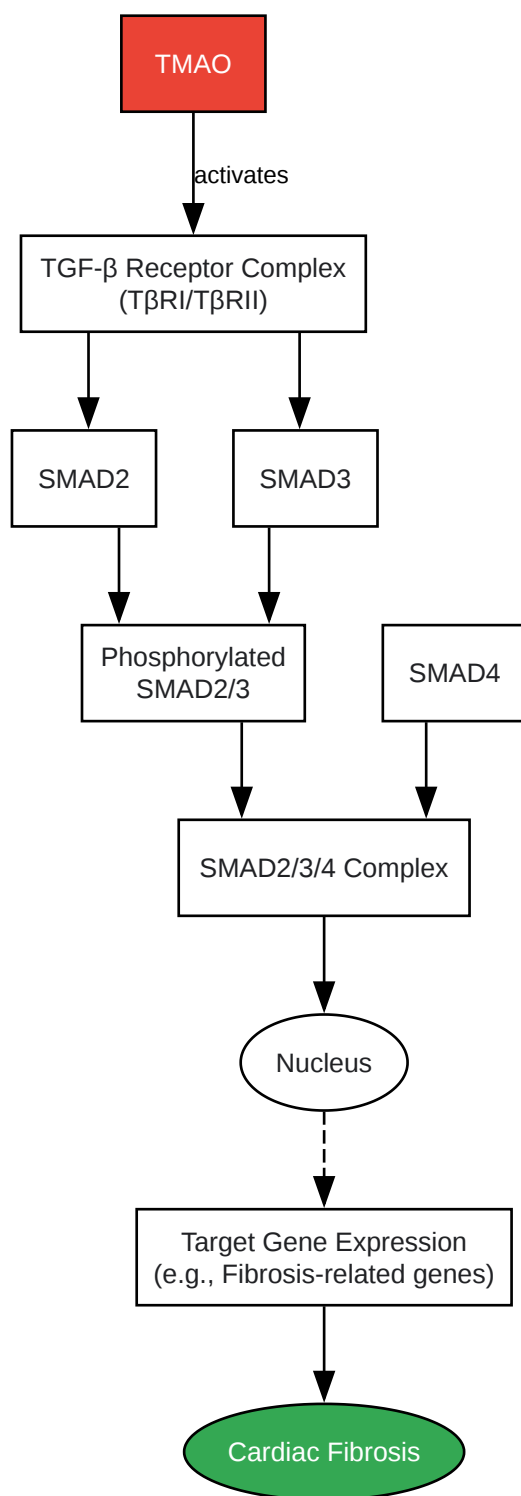 TMAO
activates
TGF-β Receptor Complex
(TβRI/TβRII)
SMAD2
SMAD3
Phosphorylated
SMAD2/3
SMAD4
SMAD2/3/4 Complex
Nucleus
Target Gene Expression
(e.g., Fibrosis-related genes)
Cardiac Fibrosis